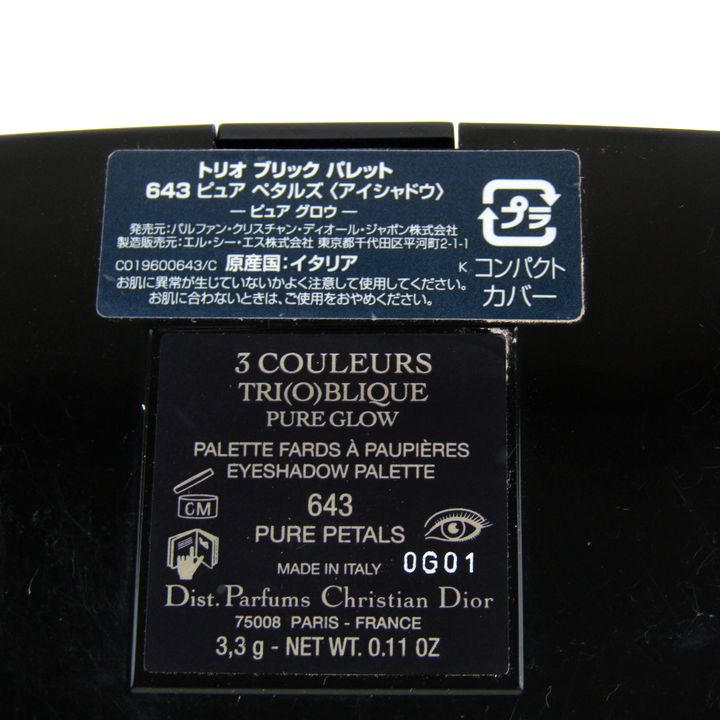 トリオ ブリック パレット
643 ピュア ペタルズ〈アイシャドウ〉
―ピュア グロウ―
発売元:パルファン・クリスチャン・ディオール・ジャポン株式会社
製造販売元:エル・シー・エス株式会社 東京都千代田区平河町2-1-1
C019600643/C 原産国:イタリア
お肌に異常が生じていないかよく注意して使用してください。
お肌に合わないときは、ご使用をおやめください。
プラ
K コンパクト
カバー
3 COULEURS
TRI(O)BLIQUE
PURE GLOW
PALETTE FARDS À PAUPIÈRES
EYESHADOW PALETTE
CM
643
PURE PETALS
MADE IN ITALY 0G01
Dist. Parfums Christian Dior
75008 PARIS - FRANCE
3,3 g - NET WT. 0.11 OZ